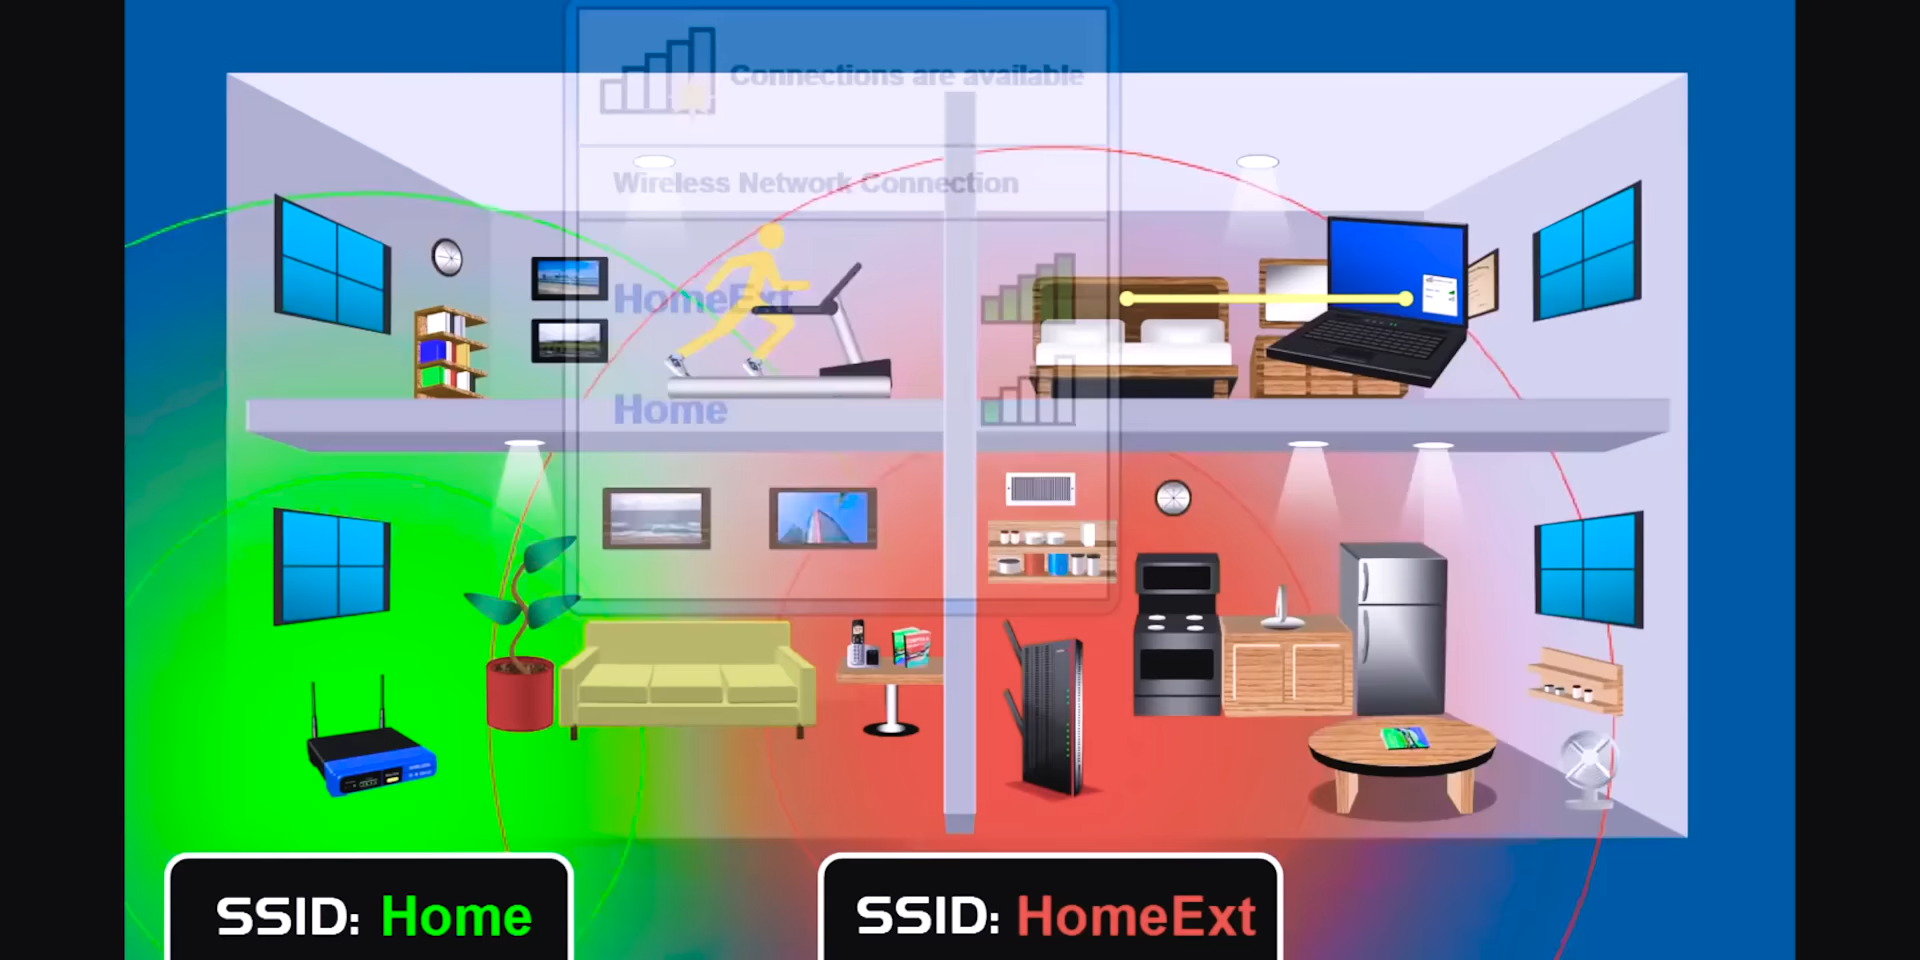 Connections are available
Wireless Network Connection
HomeExt
Home
SSID: Home
SSID: HomeExt